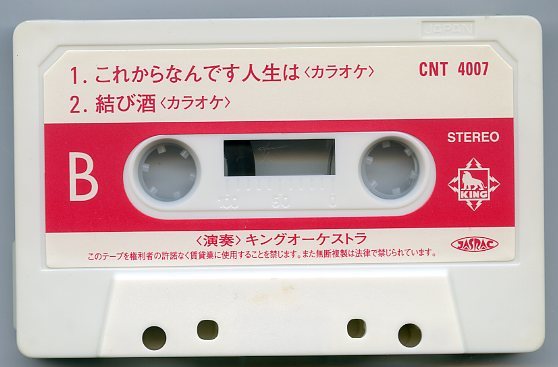 JAPAN
1. これからなんです人生は〈カラオケ〉 CNT 4007
2. 結び酒〈カラオケ〉
STEREO
B
KING
100 50 0
〈演奏〉キングオーケストラ
JASRAC
このテープを権利者の許諾なく賃貸業に使用することを禁じます。また無断複製は法律で禁じられています。